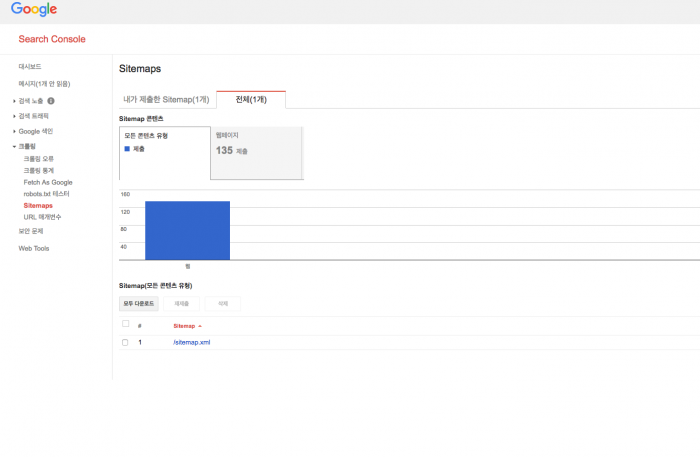 Google
Search Console
대시보드
메시지(1개 안 읽음)
검색 노출
검색 트래픽
Google 색인
크롤링
크롤링 오류
크롤링 통계
Fetch As Google
robots.txt 테스터
Sitemaps
URL 매개변수
보안 문제
Web Tools
Sitemaps
내가 제출한 Sitemap(1개) 전체(1개)
Sitemap 콘텐츠
모든 콘텐츠 유형
제출
웹페이지
135 제출
160
120
80
40
웹
Sitemap(모든 콘텐츠 유형)
모두 다운로드 재제출 삭제
# Sitemap
1 /sitemap.xml